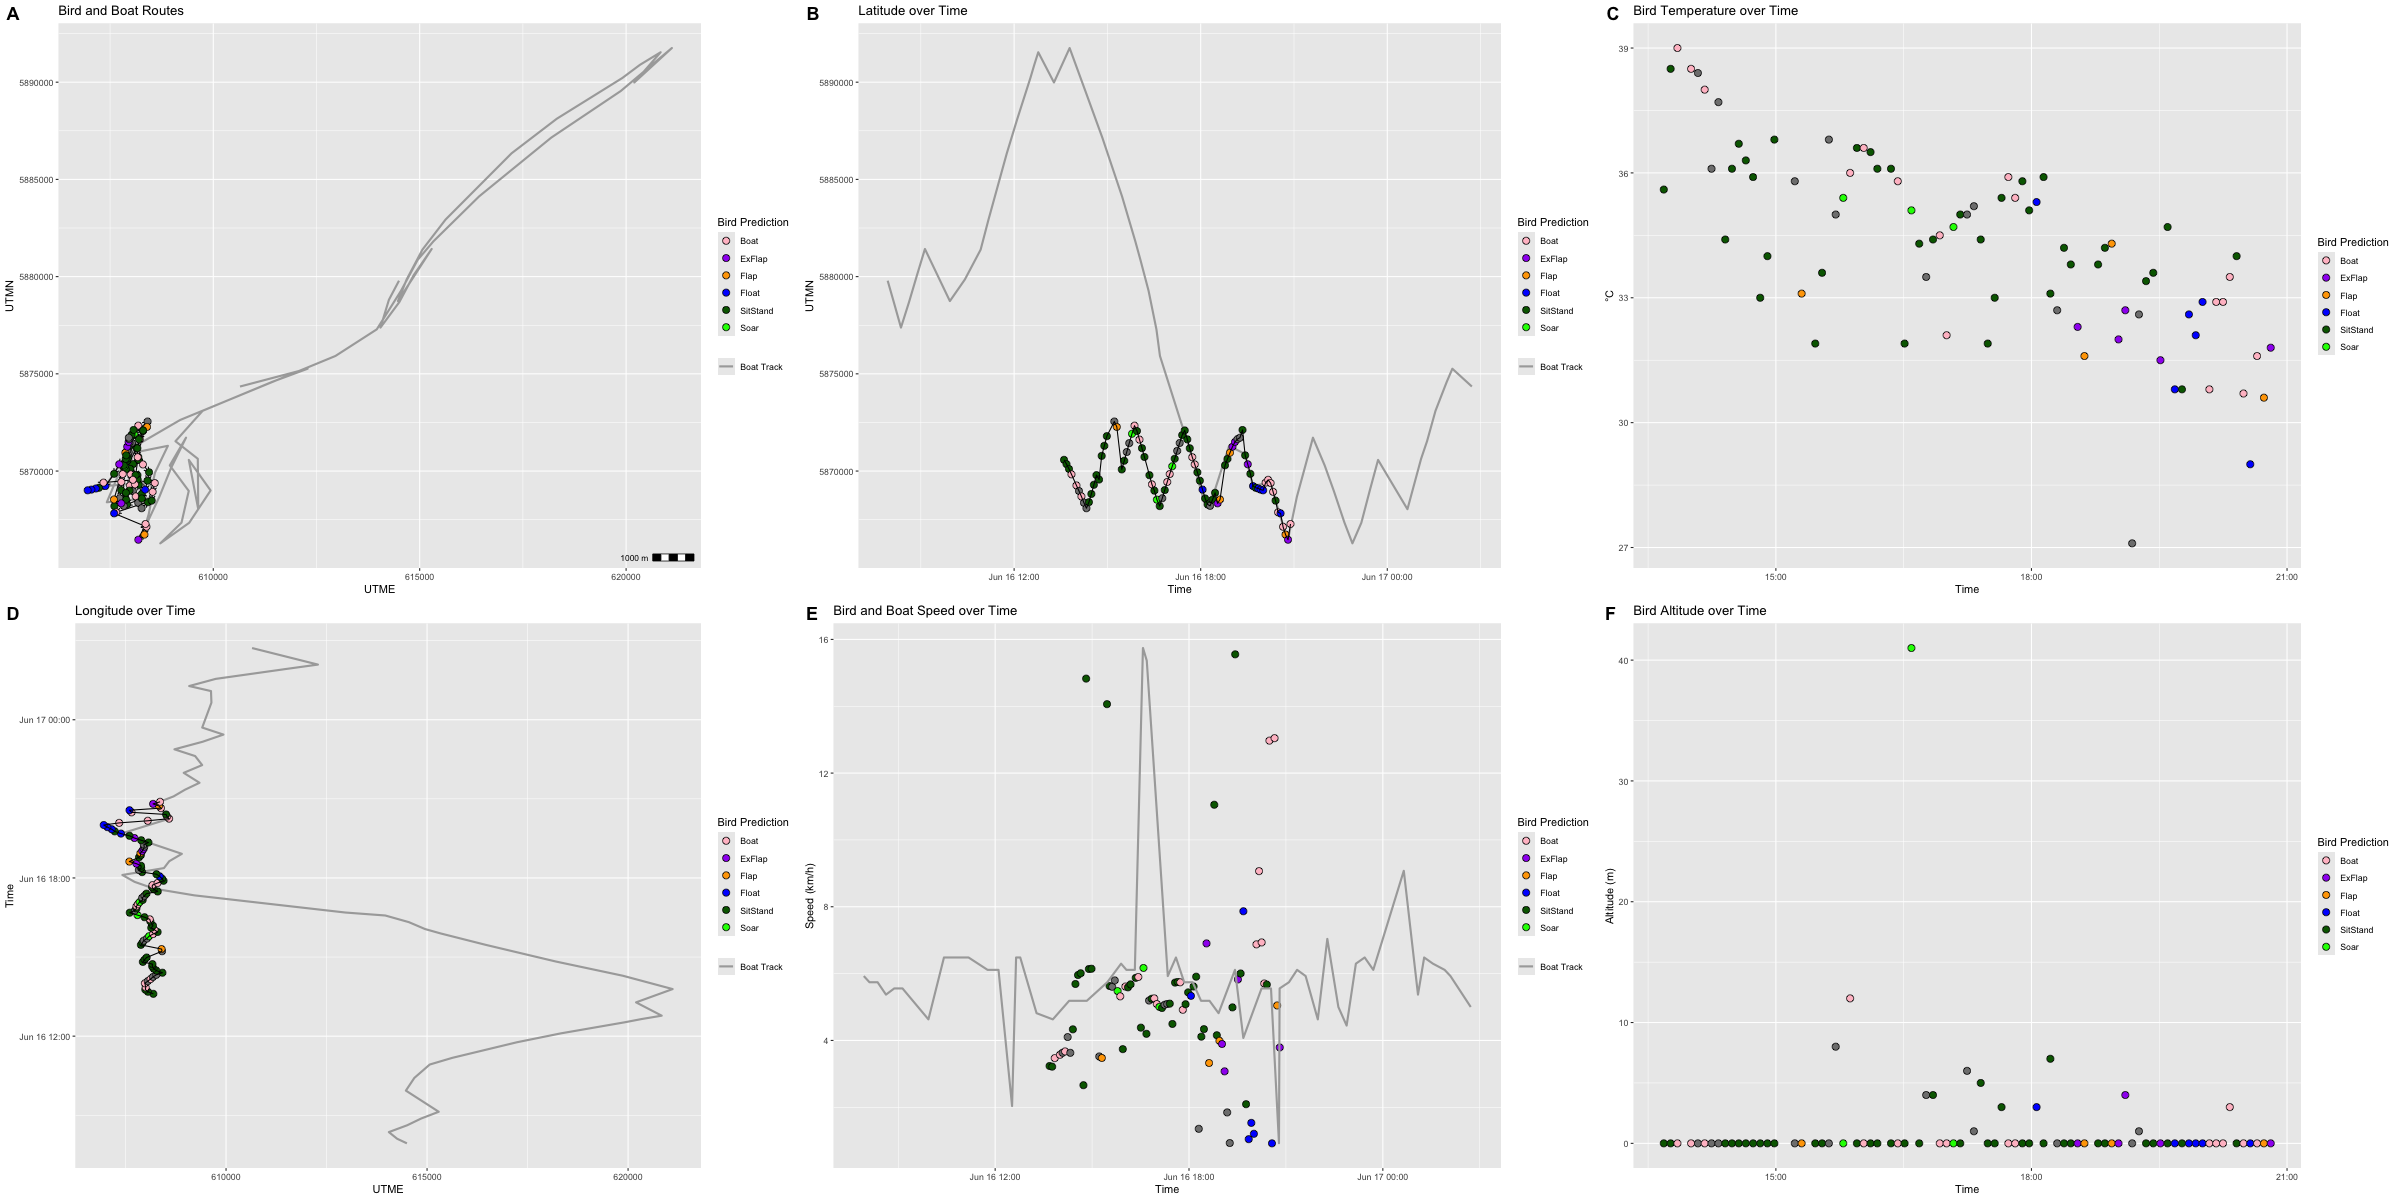 A Bird and Boat Routes
5890000
5885000
5880000
5875000
5870000
UTMN
610000
615000
620000
UTME
1000 m
Bird Prediction
Boat
ExFlap
Flap
Float
SitStand
Soar
Boat Track
B Latitude over Time
5890000
5885000
5880000
5875000
5870000
UTMN
Jun 16 12:00
Jun 16 18:00
Jun 17 00:00
Time
Bird Prediction
Boat
ExFlap
Flap
Float
SitStand
Soar
Boat Track
C Bird Temperature over Time
39
36
33
30
27
°C
15:00
18:00
21:00
Time
Bird Prediction
Boat
ExFlap
Flap
Float
SitStand
Soar
D Longitude over Time
Jun 17 00:00
Jun 16 18:00
Jun 16 12:00
Time
610000
615000
620000
UTME
Bird Prediction
Boat
ExFlap
Flap
Float
SitStand
Soar
Boat Track
E Bird and Boat Speed over Time
16
12
8
4
Speed (km/h)
Jun 16 12:00
Jun 16 18:00
Jun 17 00:00
Time
Bird Prediction
Boat
ExFlap
Flap
Float
SitStand
Soar
Boat Track
F Bird Altitude over Time
40
30
20
10
0
Altitude (m)
15:00
18:00
21:00
Time
Bird Prediction
Boat
ExFlap
Flap
Float
SitStand
Soar